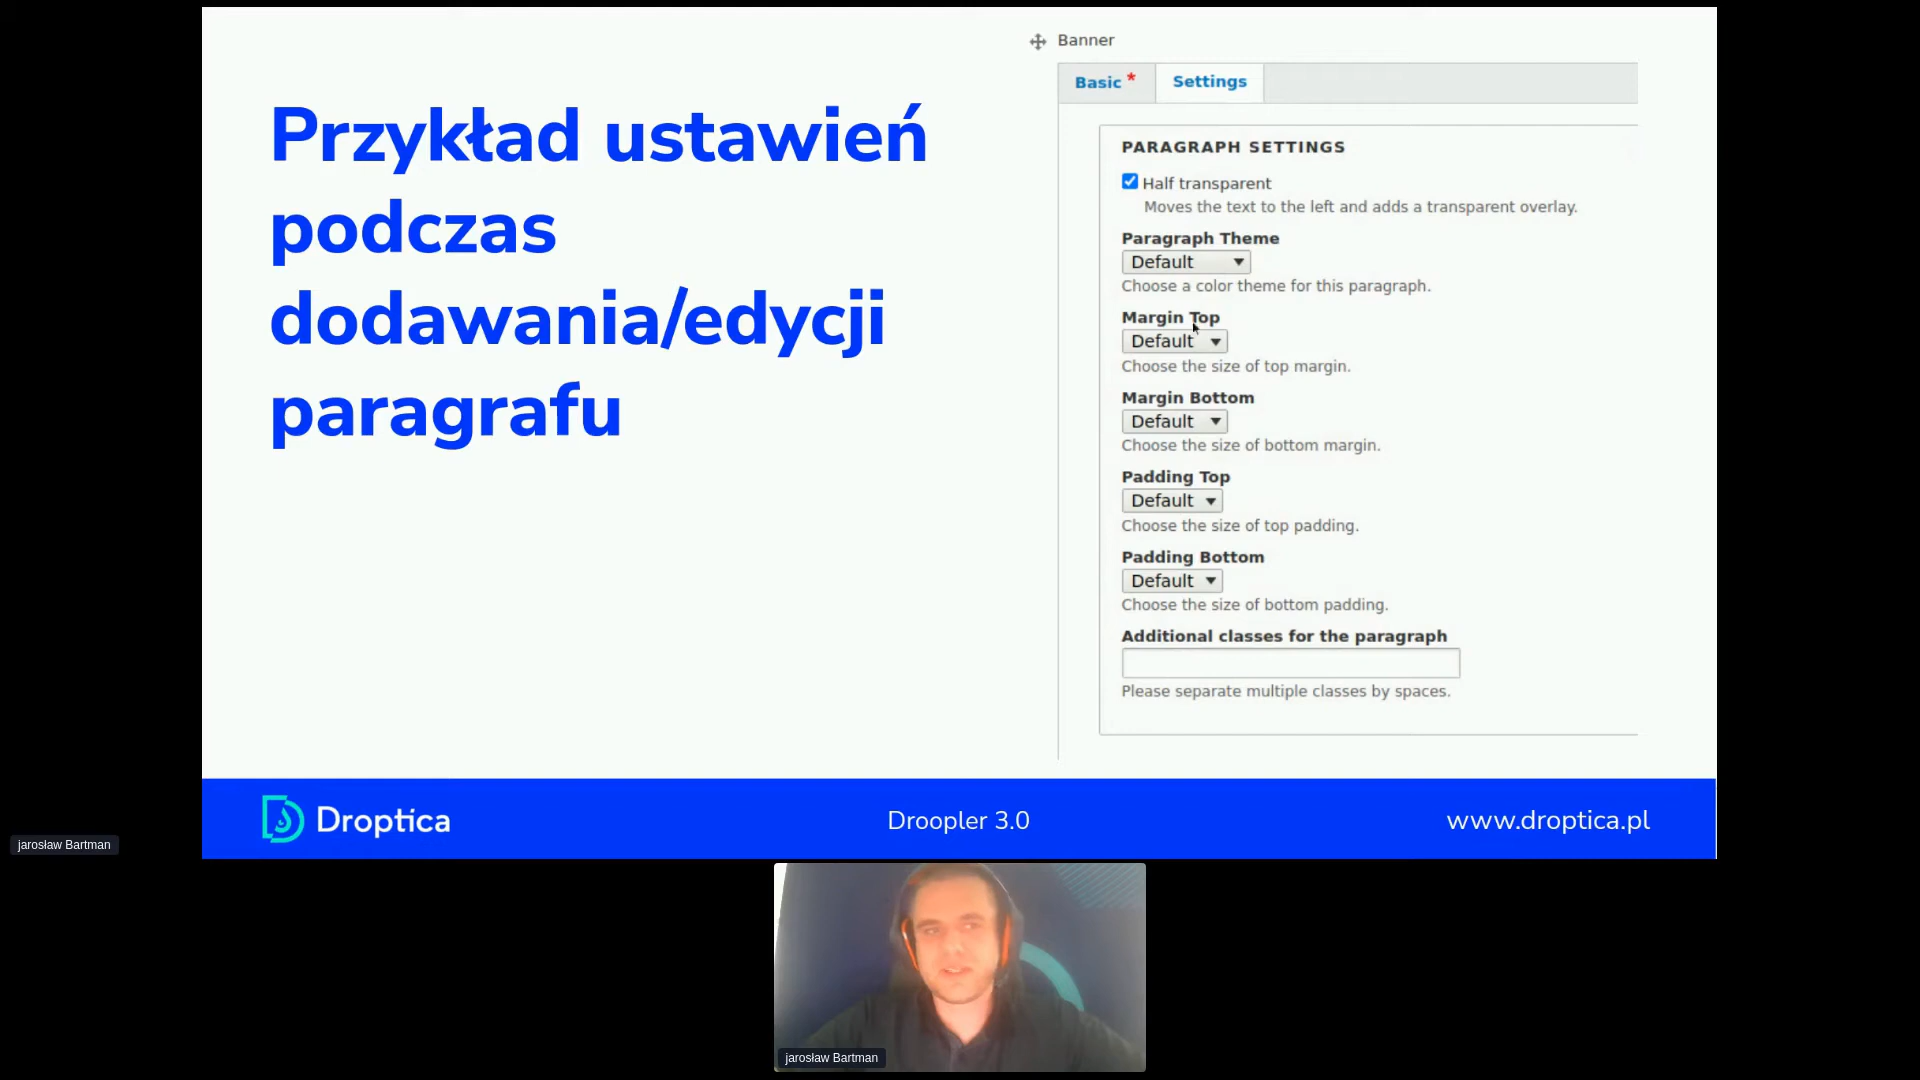 Przykład ustawień
podczas
dodawania/edycji
paragrafu
Banner
Basic *
Settings
PARAGRAPH SETTINGS
Half transparent
Moves the text to the left and adds a transparent overlay.
Paragraph Theme
Default
Choose a color theme for this paragraph.
Margin Top
Default
Choose the size of top margin.
Margin Bottom
Default
Choose the size of bottom margin.
Padding Top
Default
Choose the size of top padding.
Padding Bottom
Default
Choose the size of bottom padding.
Additional classes for the paragraph
Please separate multiple classes by spaces.
Droptica
Droopler 3.0
www.droptica.pl
jarosław Bartman
jarosław Bartman